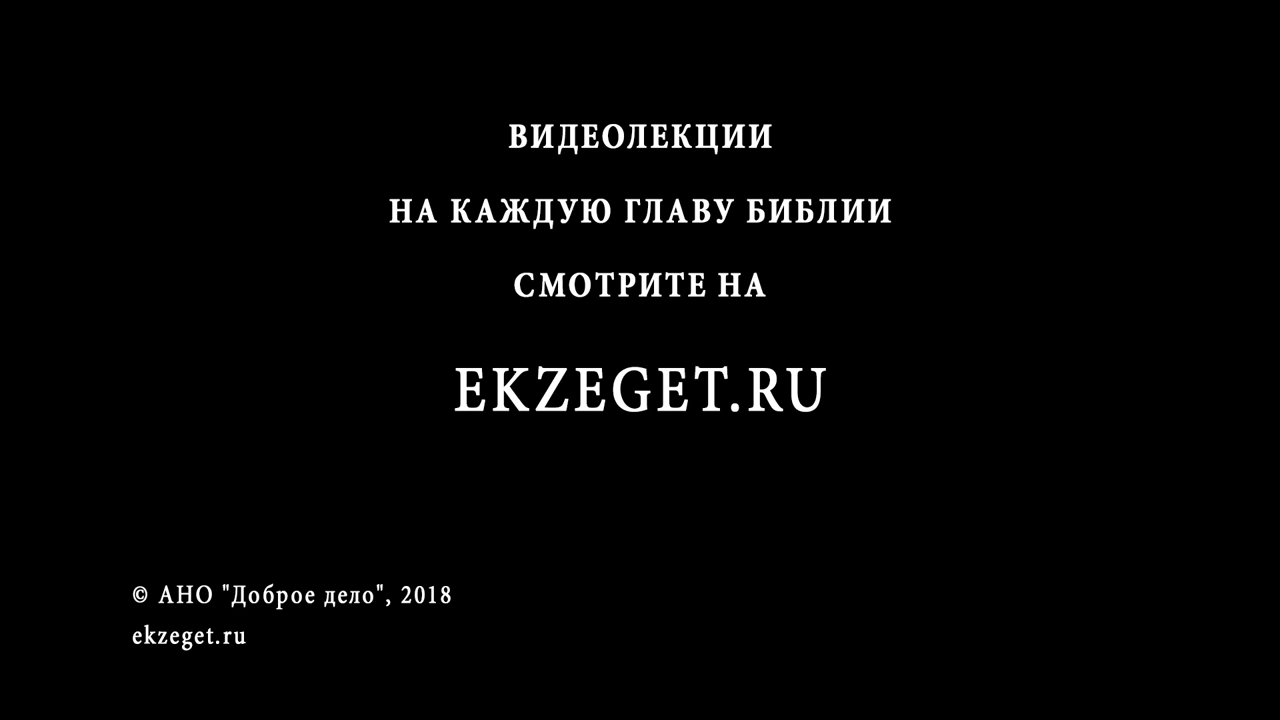 ВИДЕОЛЕКЦИИ
НА КАЖДУЮ ГЛАВУ БИБЛИИ
СМОТРИТЕ НА
EKZEGET.RU
© АНО "Доброе дело", 2018
ekzeget.ru